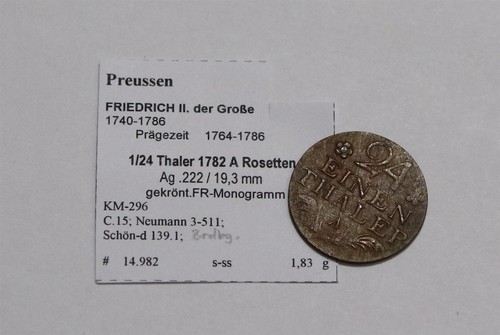 Preussen
FRIEDRICH II. der Große
1740-1786
Prägezeit 1764-1786
1/24 Thaler 1782 A Rosetten
Ag .222 / 19,3 mm
gekrönt.FR-Monogramm
KM-296
C.15; Neumann 3-511;
Schön-d 139.1;
# 14.982 s-ss 1,83 g
24
EINEN
THALER